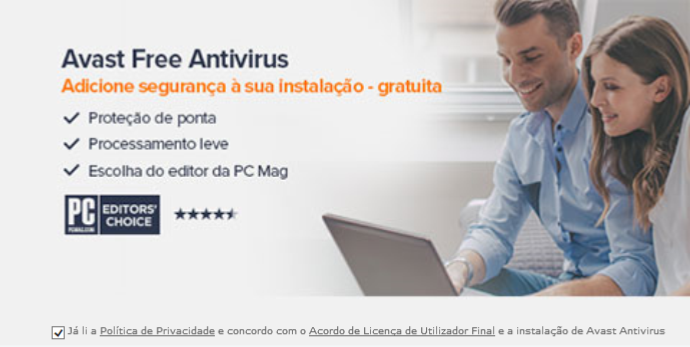 Avast Free Antivirus
Adicione segurança à sua instalação - gratuita
Proteção de ponta
Processamento leve
Escolha do editor da PC Mag
PC EDITORS'
PCMAG.COM CHOICE
Já li a Política de Privacidade e concordo com o Acordo de Licença de Utilizador Final e a instalação de Avast Antivirus